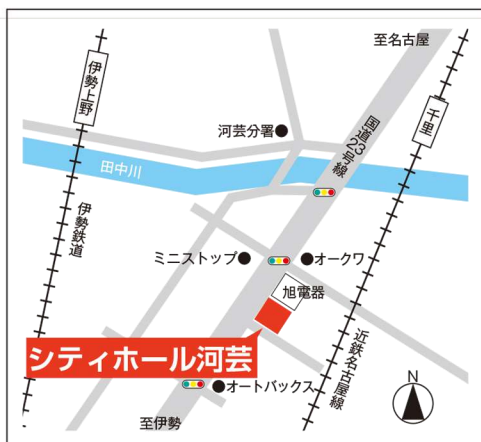 至名古屋
伊勢上野
千里
河芸分署
国道23号線
田中川
伊勢鉄道
ミニストップ
オークワ
旭電器
シティホール河芸
近鉄名古屋線
オートバックス
至伊勢
N